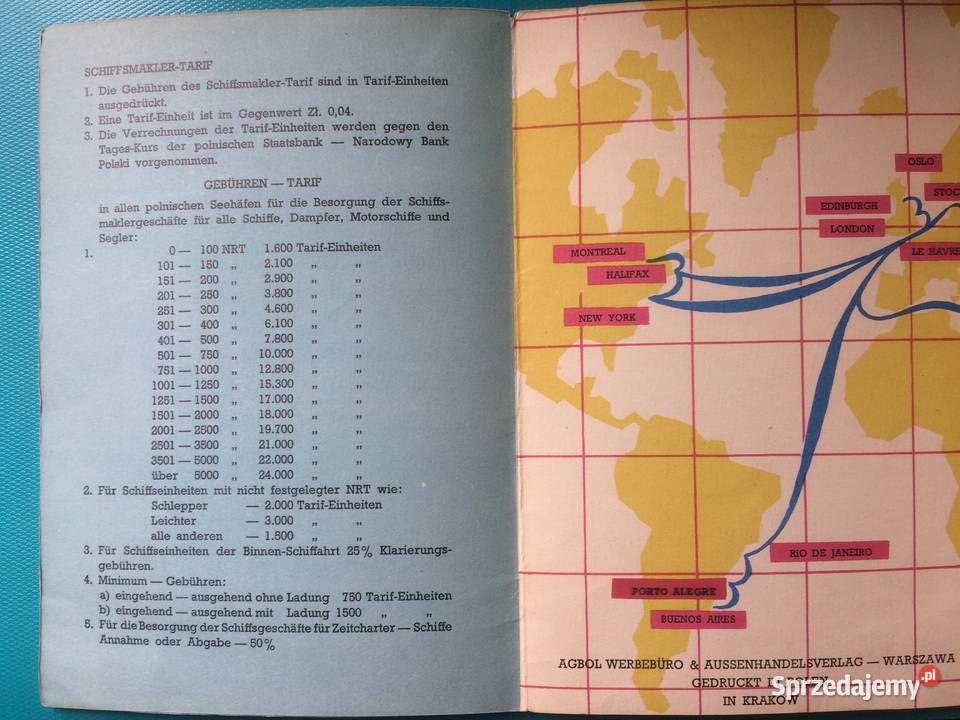 SCHIFFSMAKLER-TARIF
1. Die Gebühren des Schiffsmakler-Tarif sind in Tarif-Einheiten
ausgedrückt.
2. Eine Tarif-Einheit ist im Gegenwert Zł. 0,04.
3. Die Verrechnungen der Tarif-Einheiten werden gegen den
Tages-Kurs der polnischen Staatsbank — Narodowy Bank
Polski vorgenommen.
GEBÜHREN — TARIF
in allen polnischen Seehäfen für die Besorgung der Schiffs-
maklergeschäfte für alle Schiffe, Dampfer, Motorschiffe und
Segler:
1. 0 — 100 NRT 1.600 Tarif-Einheiten
101 — 150 „ 2.100 „ „
151 — 200 „ 2.900 „ „
201 — 250 „ 3.800 „ „
251 — 300 „ 4.600 „ „
301 — 400 „ 6.100 „ „
401 — 500 „ 7.800 „ „
501 — 750 „ 10.000 „ „
751 — 1000 „ 12.800 „ „
1001 — 1250 „ 15.300 „ „
1251 — 1500 „ 17.000 „ „
1501 — 2000 „ 18.000 „ „
2001 — 2500 „ 19.700 „ „
2501 — 3500 „ 21.000 „ „
3501 — 5000 „ 22.000 „ „
über 5000 „ 24.000 „ „
2. Für Schiffseinheiten mit nicht festgelegter NRT wie:
Schlepper — 2.000 Tarif-Einheiten
Leichter — 3.000 „ „
alle anderen — 1.500 „ „
3. Für Schiffseinheiten der Binnen-Schiffahrt 25% Klarierungs-
gebühren.
4. Minimum — Gebühren:
a) eingehend — ausgehend ohne Ladung 750 Tarif-Einheiten
b) eingehend — ausgehend mit Ladung 1500 „ „
5. Für die Besorgung der Schiffsgeschäfte für Zeitcharter — Schiffe
Annahme oder Abgabe — 50%
OSLO
STOC
EDINBURGH
LONDON
LE HAVRE
MONTREAL
HALIFAX
NEW YORK
RIO DE JANEIRO
PORTO ALEGRE
BUENOS AIRES
AGBOL WERBEBÜRO & AUSSENHANDELSVERLAG — WARSZAWA
GEDRUCKT IN POLEN
IN KRAKÓW
Sprzedajemy.pl